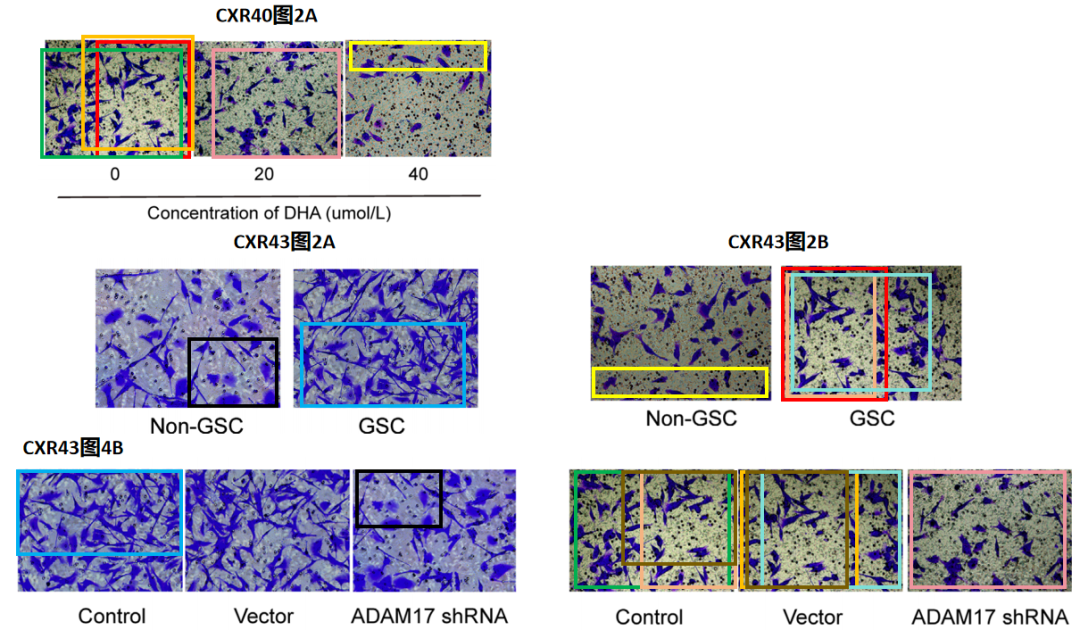 CXR40图2A
0 20 40
Concentration of DHA (umol/L)
CXR43图2A
CXR43图2B
Non-GSC GSC
Non-GSC GSC
CXR43图4B
Control Vector ADAM17 shRNA
Control Vector ADAM17 shRNA